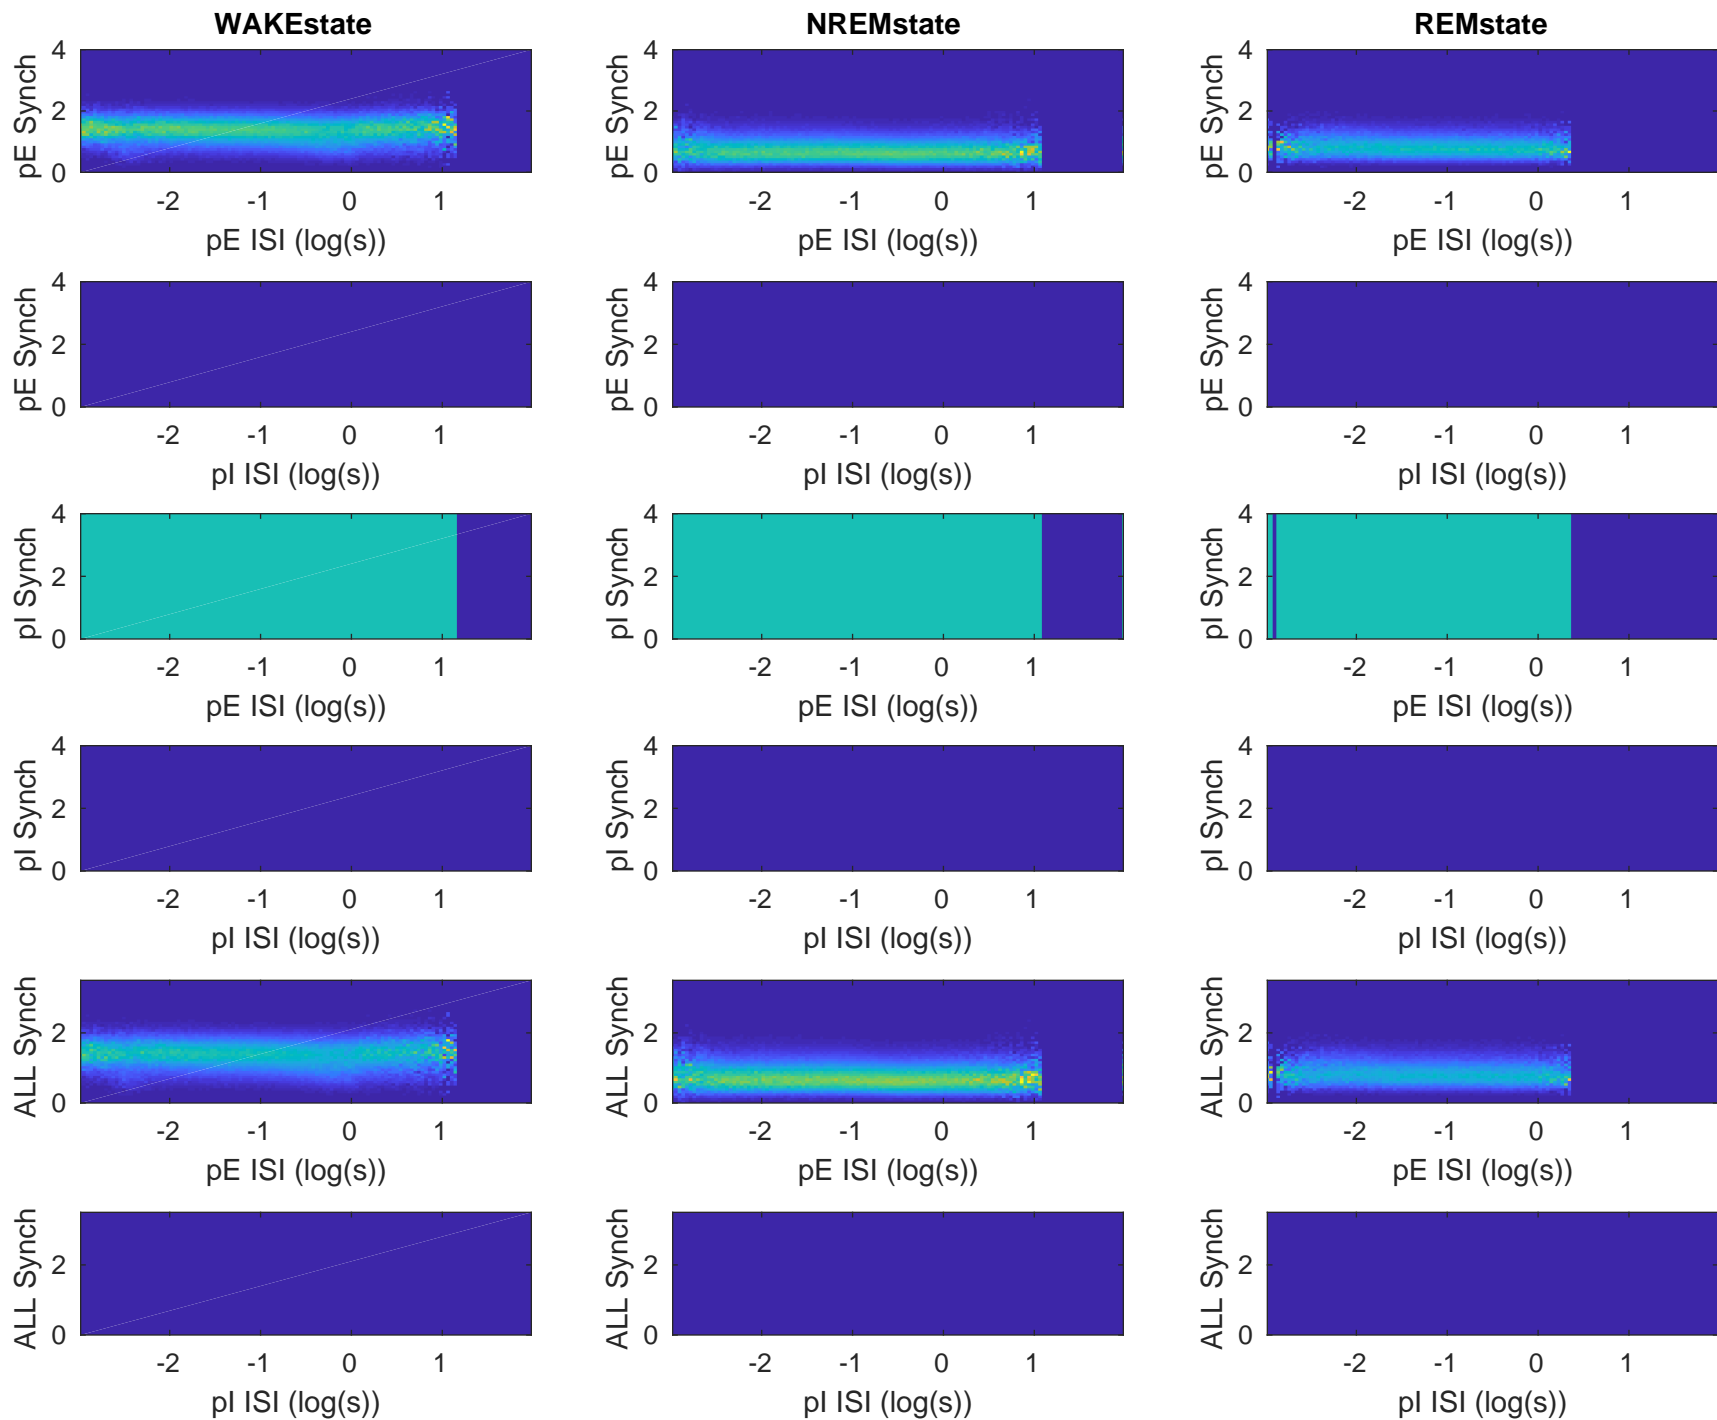 WAKEstate NREMstate REMstate
4 4 4
pE Synch pE Synch pE Synch
2 2 2
0 0 0
-2 -1 0 1 -2 -1 0 1 -2 -1 0 1
pE ISI (log(s)) pE ISI (log(s)) pE ISI (log(s))
4 4 4
pE Synch pE Synch pE Synch
2 2 2
0 0 0
-2 -1 0 1 -2 -1 0 1 -2 -1 0 1
pI ISI (log(s)) pI ISI (log(s)) pI ISI (log(s))
4 4 4
pI Synch pI Synch pI Synch
2 2 2
0 0 0
-2 -1 0 1 -2 -1 0 1 -2 -1 0 1
pE ISI (log(s)) pE ISI (log(s)) pE ISI (log(s))
4 4 4
pI Synch pI Synch pI Synch
2 2 2
0 0 0
-2 -1 0 1 -2 -1 0 1 -2 -1 0 1
pI ISI (log(s)) pI ISI (log(s)) pI ISI (log(s))
ALL Synch ALL Synch ALL Synch
2 2 2
0 0 0
-2 -1 0 1 -2 -1 0 1 -2 -1 0 1
pE ISI (log(s)) pE ISI (log(s)) pE ISI (log(s))
ALL Synch ALL Synch ALL Synch
2 2 2
0 0 0
-2 -1 0 1 -2 -1 0 1 -2 -1 0 1
pI ISI (log(s)) pI ISI (log(s)) pI ISI (log(s))